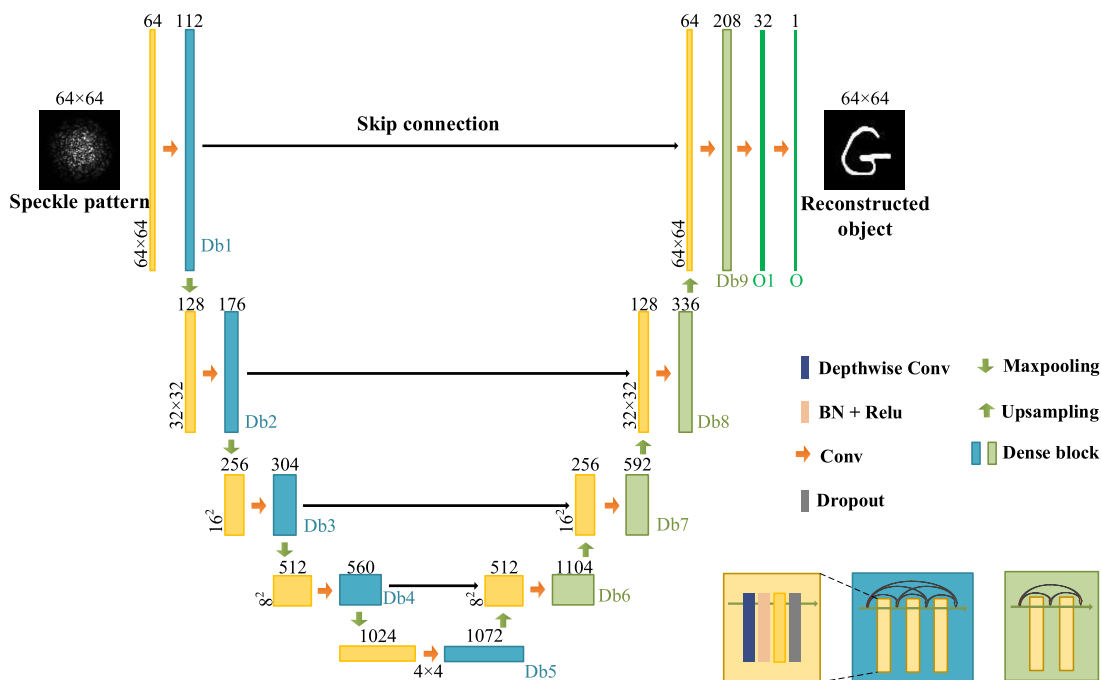 64 112
64×64
Speckle pattern
64×64
Db1
Skip connection
64 208 32 1
64×64
64×64
Reconstructed
object
Db9 O1 O
128 176
32×32
Db2
128 336
32×32
Db8
256 304
16²
Db3
256 592
16²
Db7
512 560
8²
Db4
512 1104
8²
Db6
1024 1072
4×4
Db5
Depthwise Conv
BN + Relu
Conv
Dropout
Maxpooling
Upsampling
Dense block